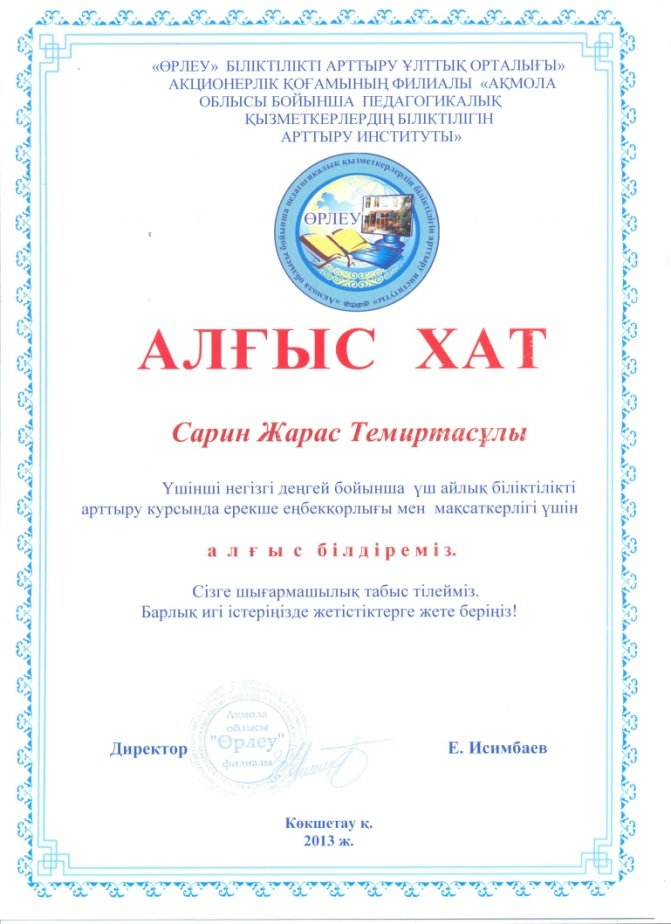 «ӨРЛЕУ» БІЛІКТІЛІКТІ АРТТЫРУ ҰЛТТЫҚ ОРТАЛЫҒЫ»
АКЦИОНЕРЛІК ҚОҒАМЫНЫҢ ФИЛИАЛЫ «АҚМОЛА
ОБЛЫСЫ БОЙЫНША ПЕДАГОГИКАЛЫҚ
ҚЫЗМЕТКЕРЛЕРДІҢ БІЛІКТІЛІГІН
АРТТЫРУ ИНСТИТУТЫ»
«Ақмола облысы бойынша педагогикалық қызметкерлердің біліктілігін арттыру институты»
ӨРЛЕУ
АЛҒЫС ХАТ
Сарин Жарас Темиртасұлы
Үшінші негізгі деңгей бойынша үш айлық біліктілікті
арттыру курсында ерекше еңбекқорлығы мен мақсаткерлігі үшін
а л ғ ы с б і л д і р е м і з.
Сізге шығармашылық табыс тілейміз.
Барлық игі істеріңізде жетістіктерге жете беріңіз!
Ақмола
облысы
"Өрлеу"
филиалы
Директор
Е. Исимбаев
Көкшетау қ.
2013 ж.